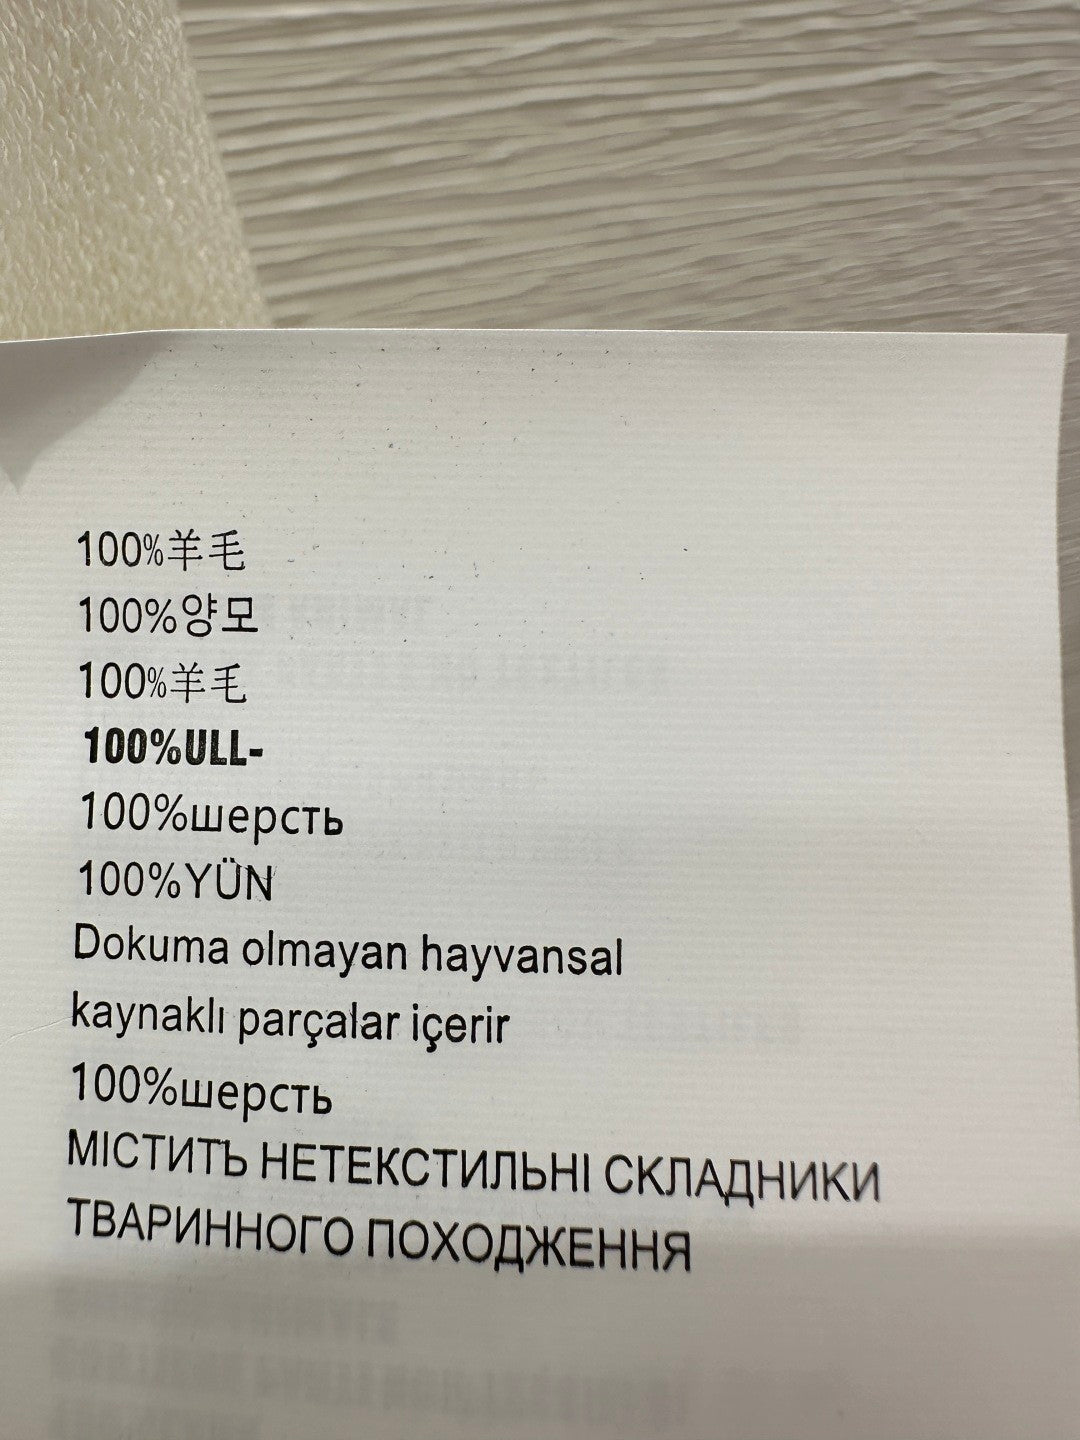 100%羊毛
100%양모
100%羊毛
100%ULL-
100%шерсть
100%YÜN
Dokuma olmayan hayvansal
kaynaklı parçalar içerir
100%шерсть
МІСТИТЬ НЕТЕКСТИЛЬНІ СКЛАДНИКИ
ТВАРИННОГО ПОХОДЖЕННЯ